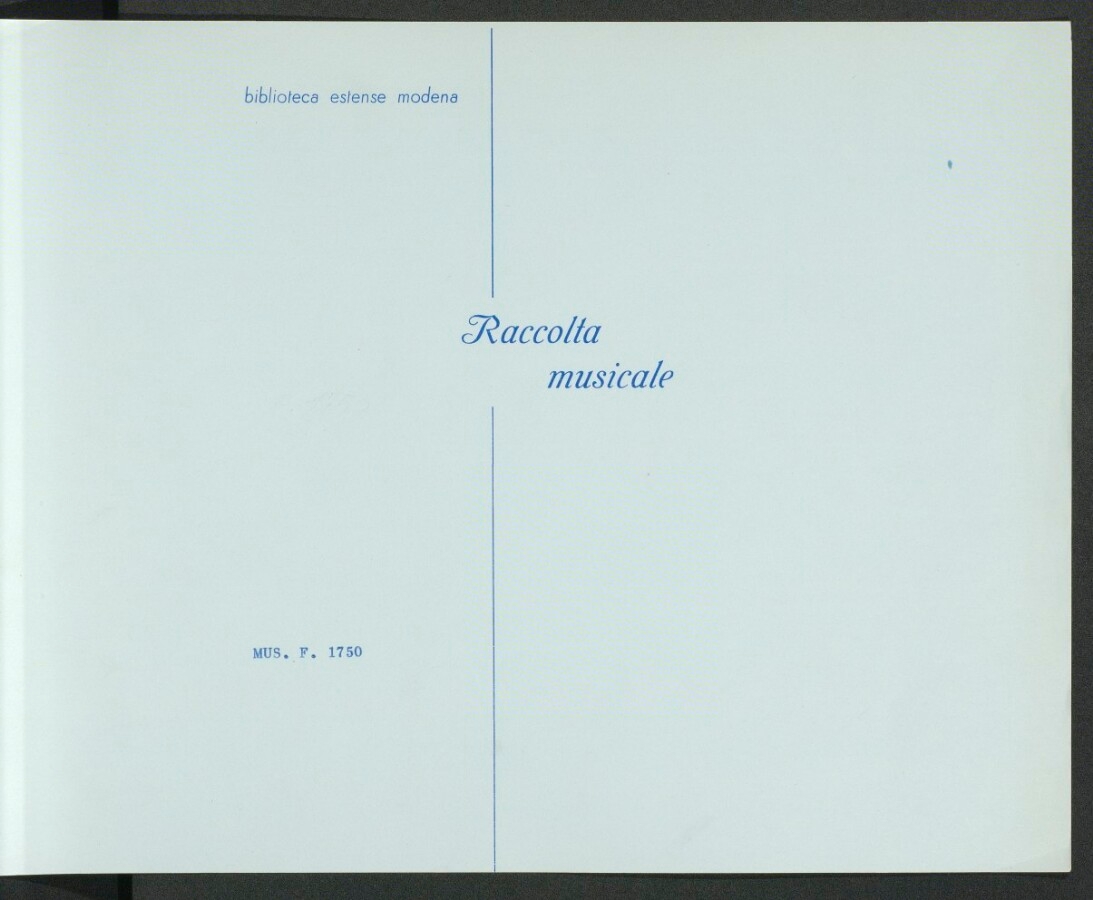 biblioteca estense modena
Raccolta
musicale
MUS. F. 1750